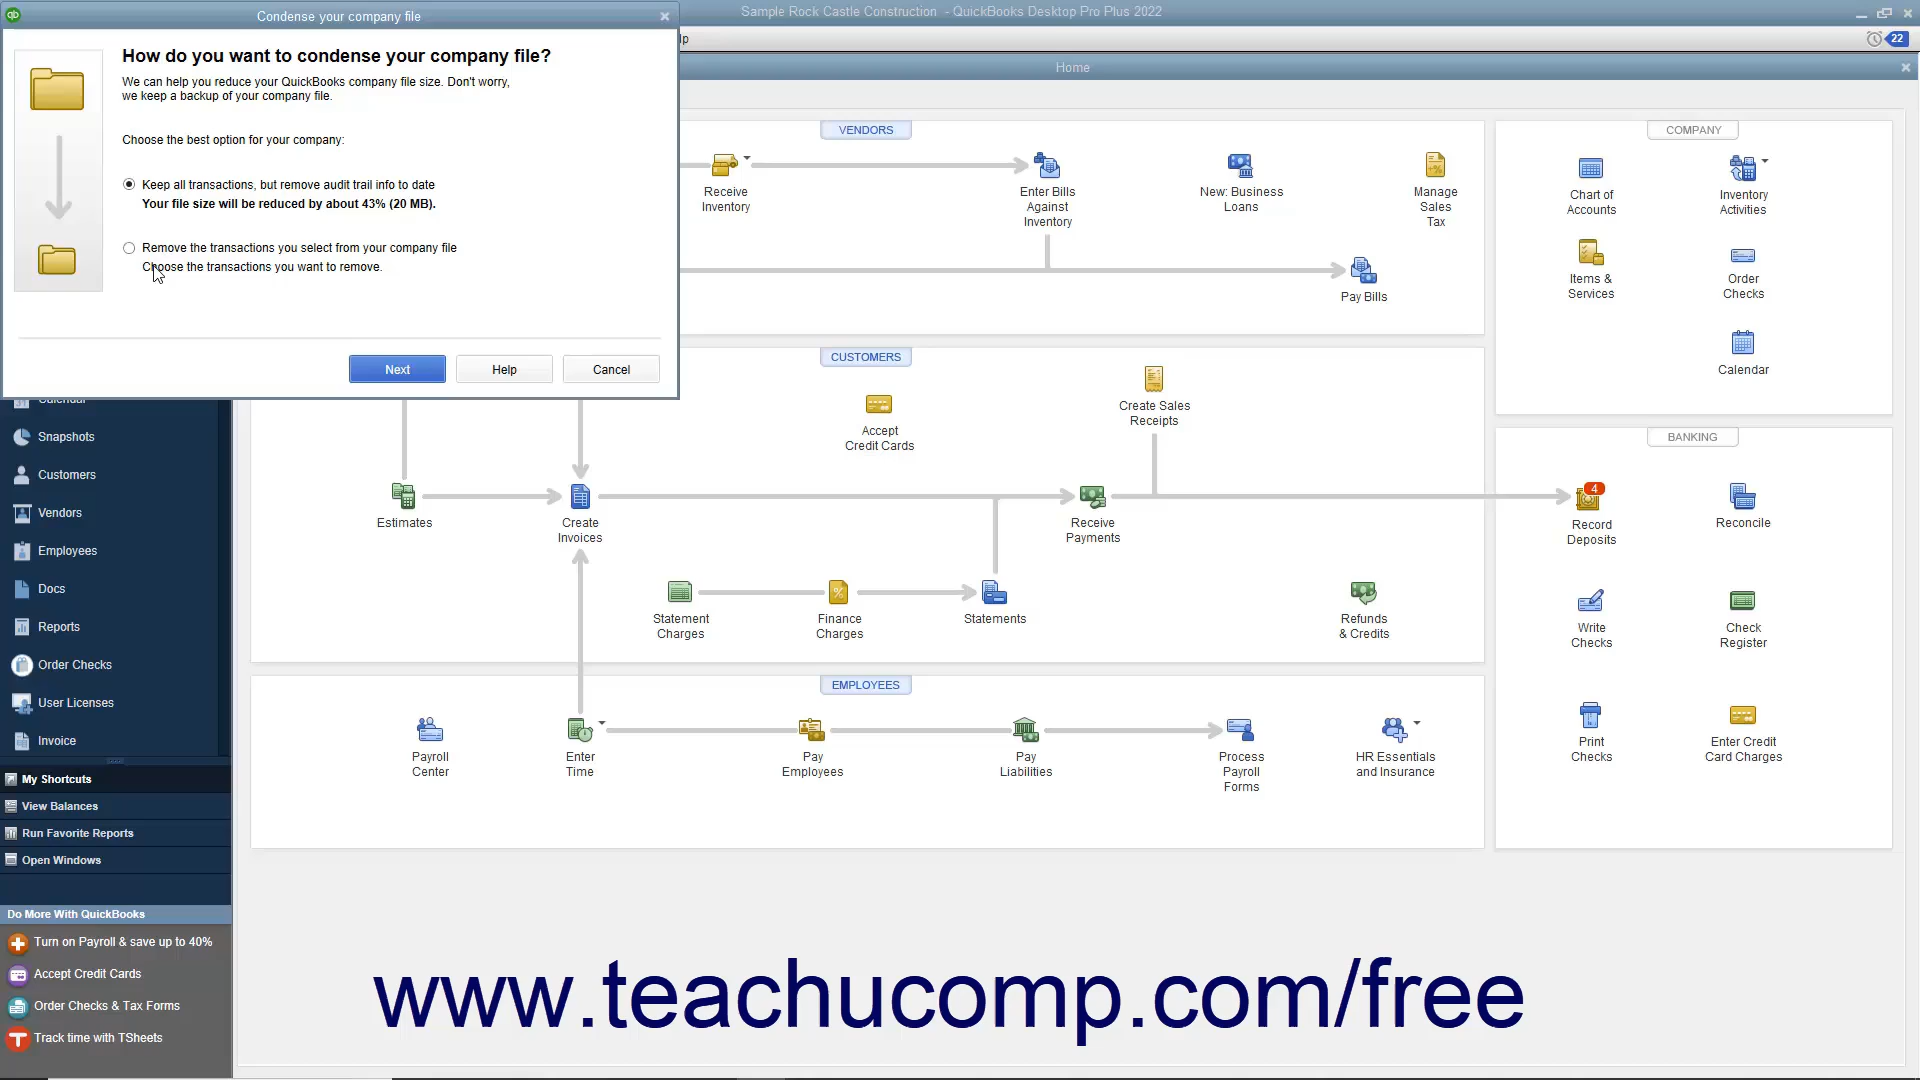 Condense your company file
Sample Rock Castle Construction - QuickBooks Desktop Pro Plus 2022
lp
22
Home
How do you want to condense your company file?
We can help you reduce your QuickBooks company file size. Don't worry,
we keep a backup of your company file.
Choose the best option for your company:
Keep all transactions, but remove audit trail info to date
Your file size will be reduced by about 43% (20 MB).
Remove the transactions you select from your company file
Choose the transactions you want to remove.
Next
Help
Cancel
VENDORS
Receive
Inventory
Enter Bills
Against
Inventory
New: Business
Loans
Manage
Sales
Tax
Pay Bills
COMPANY
Chart of
Accounts
Inventory
Activities
Items &
Services
Order
Checks
Calendar
CUSTOMERS
Accept
Credit Cards
Create Sales
Receipts
Estimates
Create
Invoices
Receive
Payments
Statement
Charges
Finance
Charges
Statements
Refunds
& Credits
BANKING
4
Record
Deposits
Reconcile
Write
Checks
Check
Register
Print
Checks
Enter Credit
Card Charges
EMPLOYEES
Payroll
Center
Enter
Time
Pay
Employees
Pay
Liabilities
Process
Payroll
Forms
HR Essentials
and Insurance
Calendar
Snapshots
Customers
Vendors
Employees
Docs
Reports
Order Checks
User Licenses
Invoice
My Shortcuts
View Balances
Run Favorite Reports
Open Windows
Do More With QuickBooks
Turn on Payroll & save up to 40%
Accept Credit Cards
Order Checks & Tax Forms
Track time with TSheets
www.teachucomp.com/free